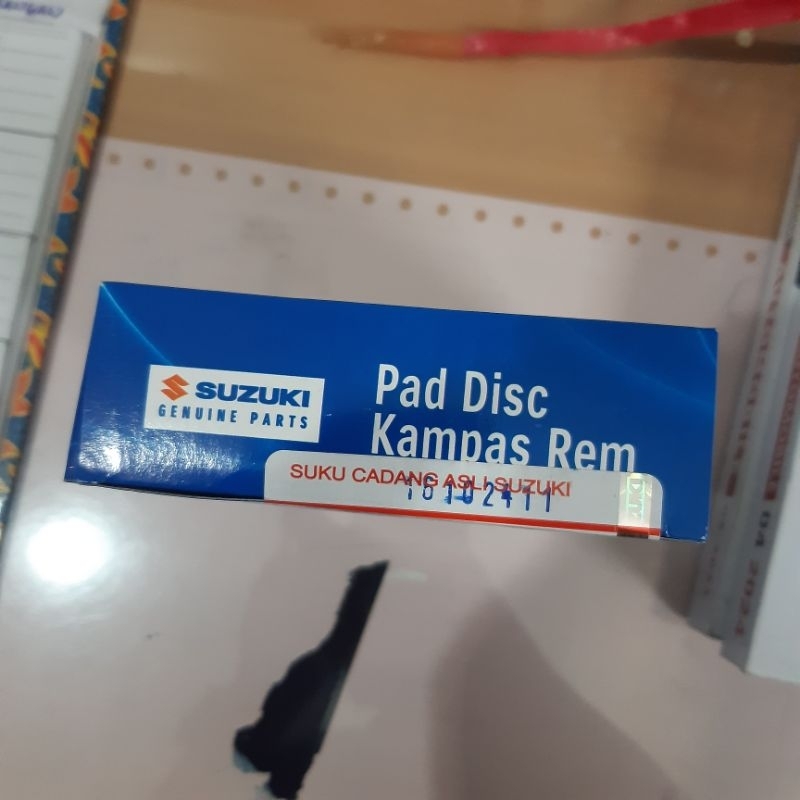 SUZUKI
GENUINE PARTS
Pad Disc
Kampas Rem
SUKU CADANG ASLI SUZUKI